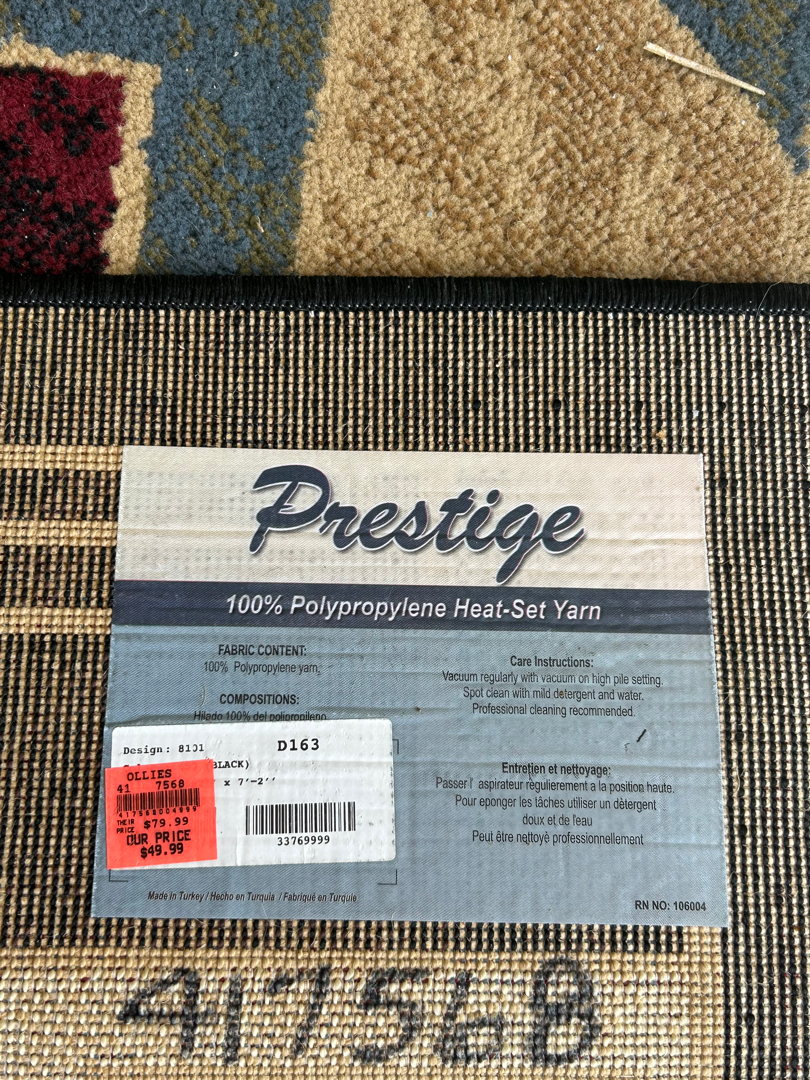 Prestige
100% Polypropylene Heat-Set Yarn
FABRIC CONTENT:
100% Polypropylene yarn,
COMPOSITIONS:
Hilado 100% del polipropileno
Care Instructions:
Vacuum regularly with vacuum on high pile setting.
Spot clean with mild detergent and water.
Professional cleaning recommended.
Entretien et nettoyage:
Passer l' aspirateur règulierement a la position haute.
Pour eponger les tâches utiliser un dètergent
doux et de l'eau
Peut être nettoyè professionnellement
Design: 8101 D163
BLACK)
x 7'-2''
33769999
OLLIES
41 7568
417568004999
THEIR
PRICE $79.99
OUR PRICE
$49.99
Made in Turkey / Hecho en Turquia / Fabriqué en Turquie
RN NO: 106004
417568